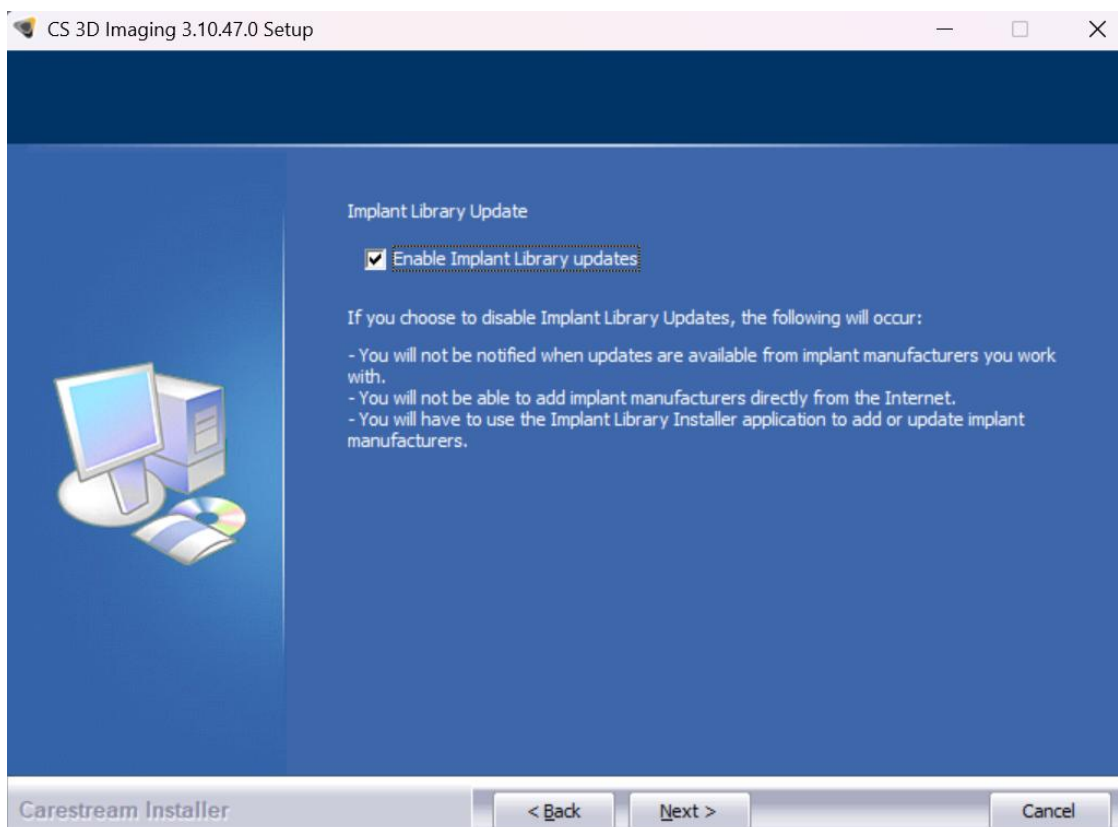 CS 3D Imaging 3.10.47.0 Setup
Implant Library Update
Enable Implant Library updates
If you choose to disable Implant Library Updates, the following will occur:
- You will not be notified when updates are available from implant manufacturers you work
with.
- You will not be able to add implant manufacturers directly from the Internet.
- You will have to use the Implant Library Installer application to add or update implant
manufacturers.
Carestream Installer
< Back
Next >
Cancel